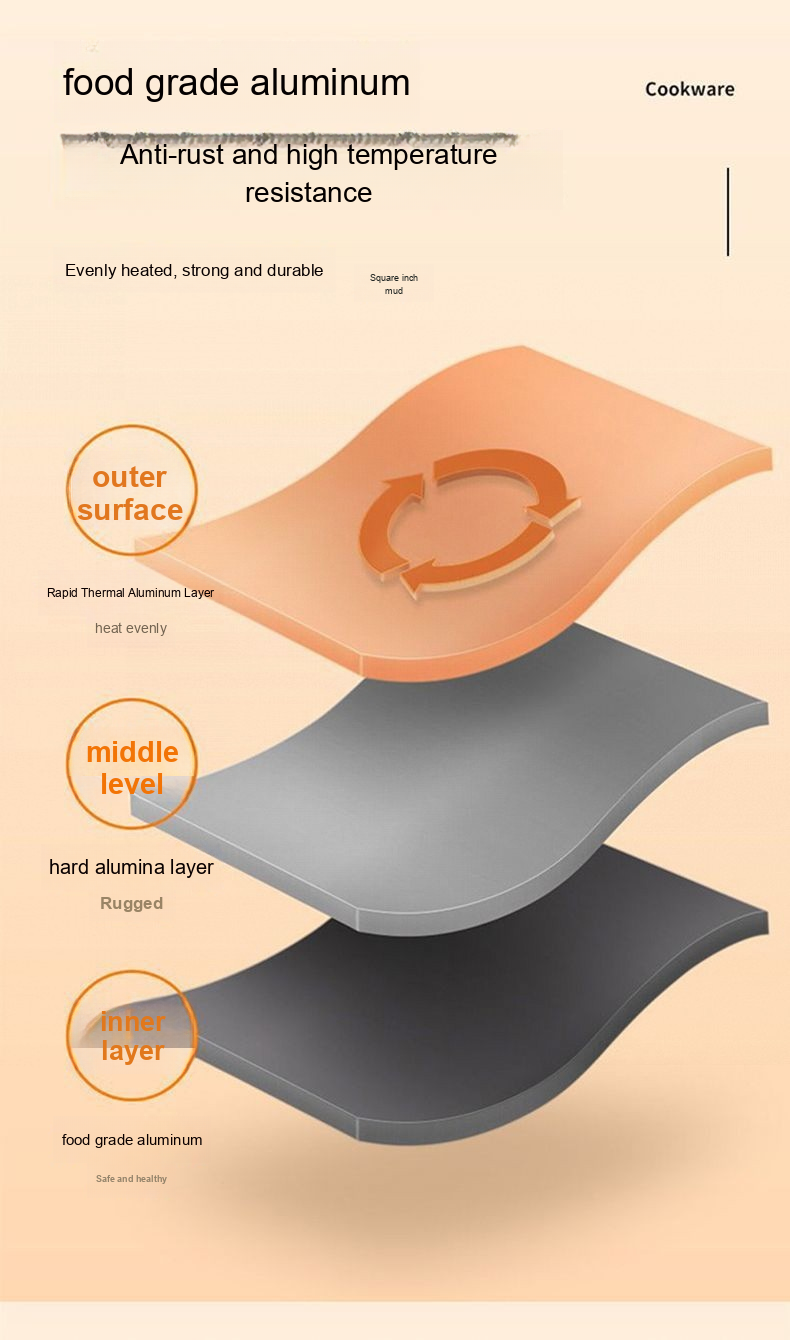 food grade aluminum
Cookware
Anti-rust and high temperature
resistance
Evenly heated, strong and durable
Square inch
mud
outer
surface
Rapid Thermal Aluminum Layer
heat evenly
middle
level
hard alumina layer
Rugged
inner
layer
food grade aluminum
Safe and healthy